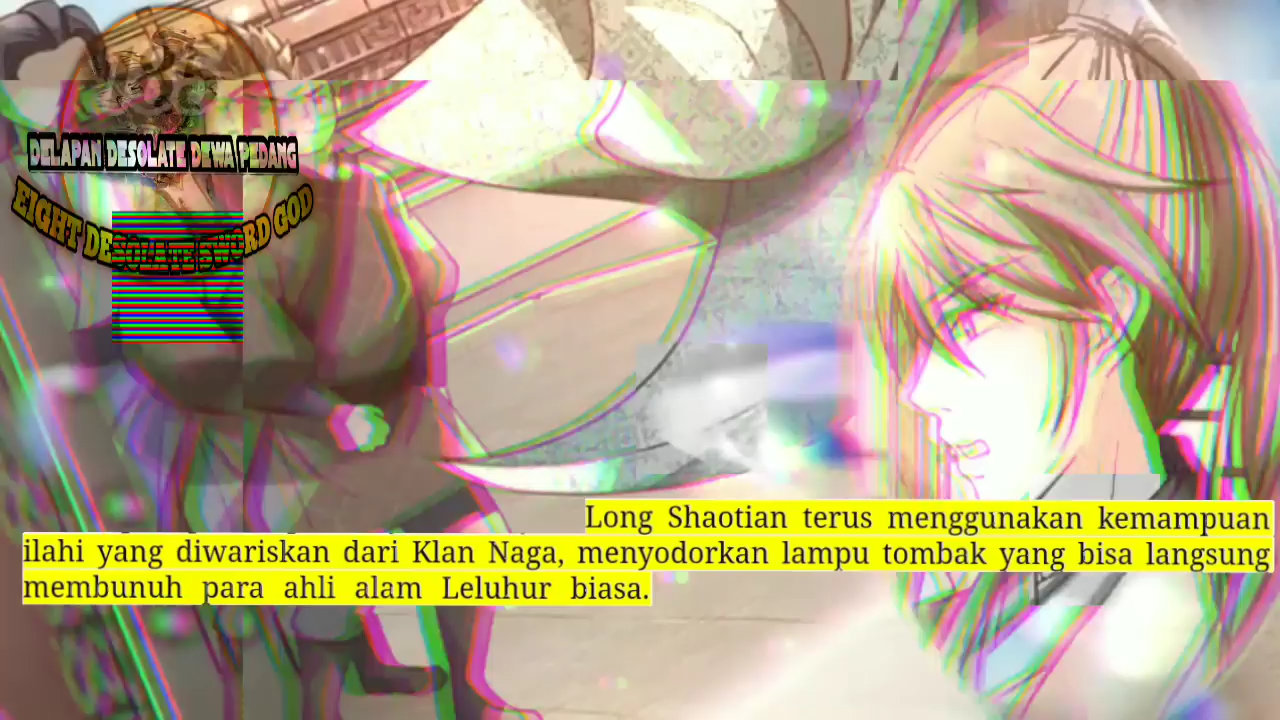 DELAPAN DESOLATE DEWA PEDANG
EIGHT DESOLATE SWORD GOD
Long Shaotian terus menggunakan kemampuan
ilahi yang diwariskan dari Klan Naga, menyodorkan lampu tombak yang bisa langsung
membunuh para ahli alam Leluhur biasa.